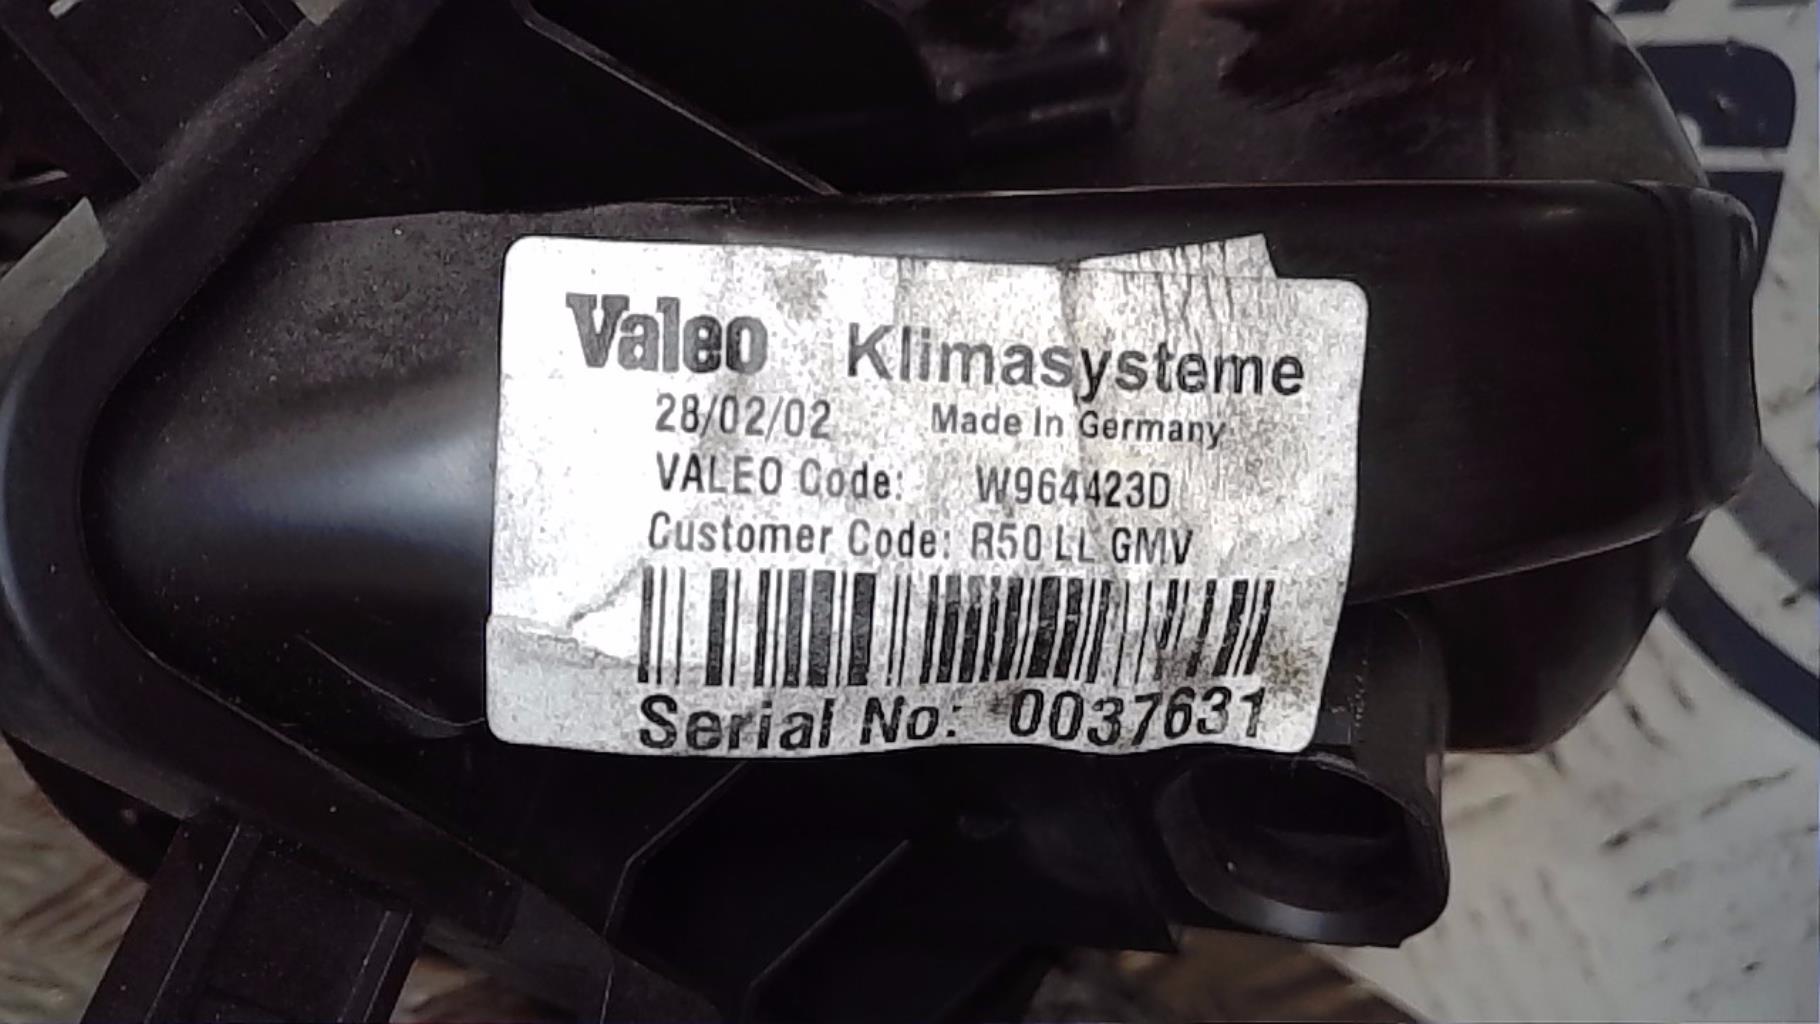 Valeo Klimasysteme
28/02/02 Made In Germany
VALEO Code: W964423D
Customer Code: R50 LL GMV
Serial No: 0037631